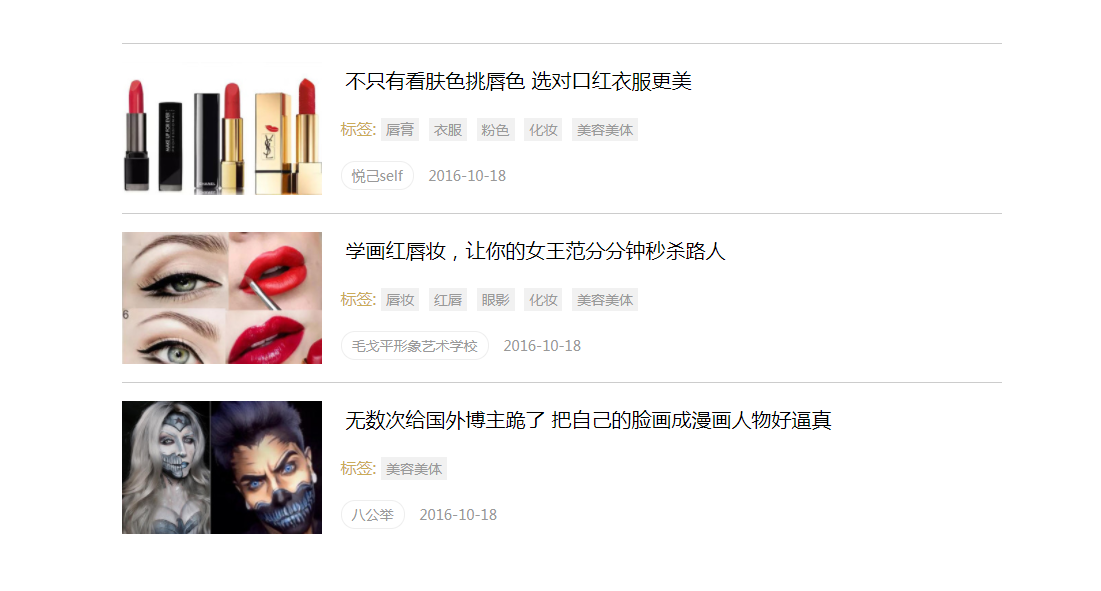 不只有看肤色挑唇色 选对口红衣服更美
标签: 唇膏 衣服 粉色 化妆 美容美体
悦己self 2016-10-18
学画红唇妆，让你的女王范分分钟秒杀路人
标签: 唇妆 红唇 眼影 化妆 美容美体
6
毛戈平形象艺术学校 2016-10-18
无数次给国外博主跪了 把自己的脸画成漫画人物好逼真
标签: 美容美体
八公举 2016-10-18